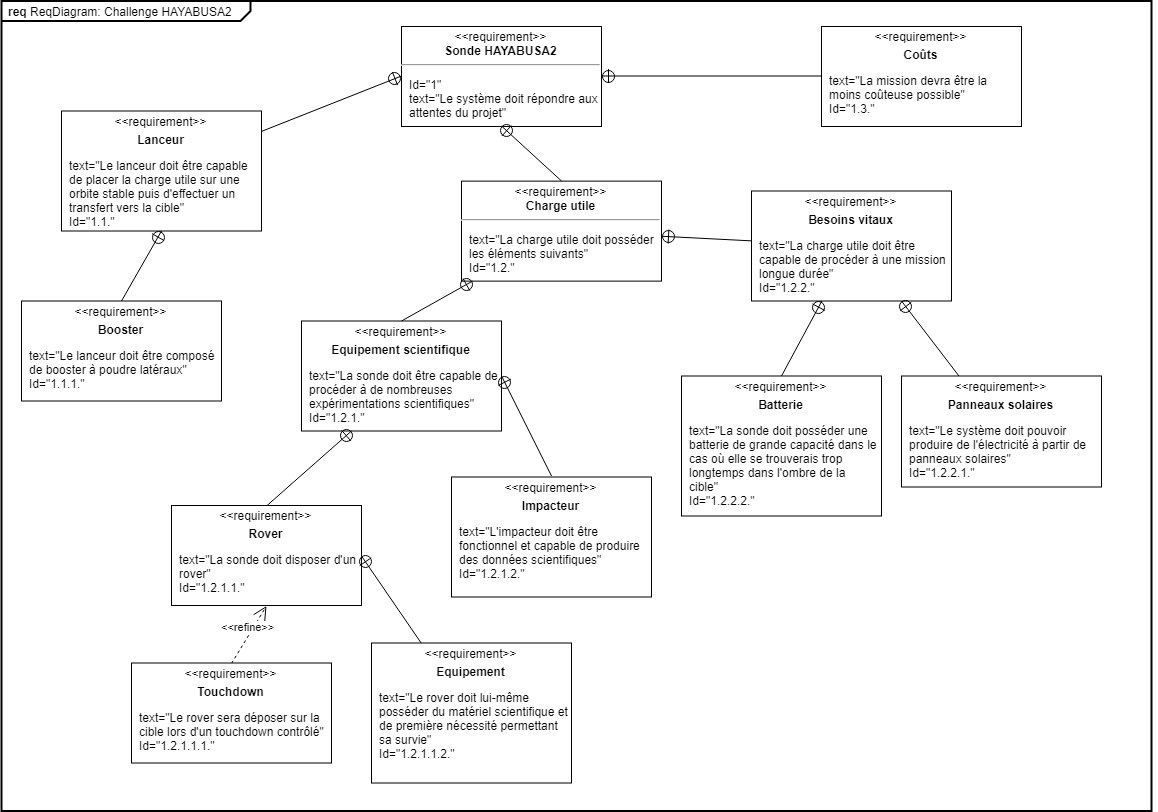 req ReqDiagram: Challenge HAYABUSA2
<<requirement>>
Sonde HAYABUSA2
Id="1"
text="Le système doit répondre aux
attentes du projet"
<<requirement>>
Coûts
text="La mission devra être la
moins coûteuse possible"
Id="1.3."
<<requirement>>
Lanceur
text="Le lanceur doit être capable
de placer la charge utile sur une
orbite stable puis d'effectuer un
transfert vers la cible"
Id="1.1."
<<requirement>>
Charge utile
text="La charge utile doit posséder
les éléments suivants"
Id="1.2."
<<requirement>>
Besoins vitaux
text="La charge utile doit être
capable de procéder à une mission
longue durée"
Id="1.2.2."
<<requirement>>
Booster
text="Le lanceur doit être composé
de booster à poudre latéraux"
Id="1.1.1."
<<requirement>>
Equipement scientifique
text="La sonde doit être capable de
procéder à de nombreuses
expérimentations scientifiques"
Id="1.2.1."
<<requirement>>
Batterie
text="La sonde doit posséder une
batterie de grande capacité dans le
cas où elle se trouverais trop
longtemps dans l'ombre de la
cible"
Id="1.2.2.2."
<<requirement>>
Panneaux solaires
text="Le système doit pouvoir
produire de l'électricité à partir de
panneaux solaires"
Id="1.2.2.1."
<<requirement>>
Impacteur
text="L'impacteur doit être
fonctionnel et capable de produire
des données scientifiques"
Id="1.2.1.2."
<<requirement>>
Rover
text="La sonde doit disposer d'un
rover"
Id="1.2.1.1."
<<refine>>
<<requirement>>
Touchdown
text="Le rover sera déposer sur la
cible lors d'un touchdown contrôlé"
Id="1.2.1.1.1."
<<requirement>>
Equipement
text="Le rover doit lui-même
posséder du matériel scientifique et
de première nécessité permettant
sa survie"
Id="1.2.1.1.2."